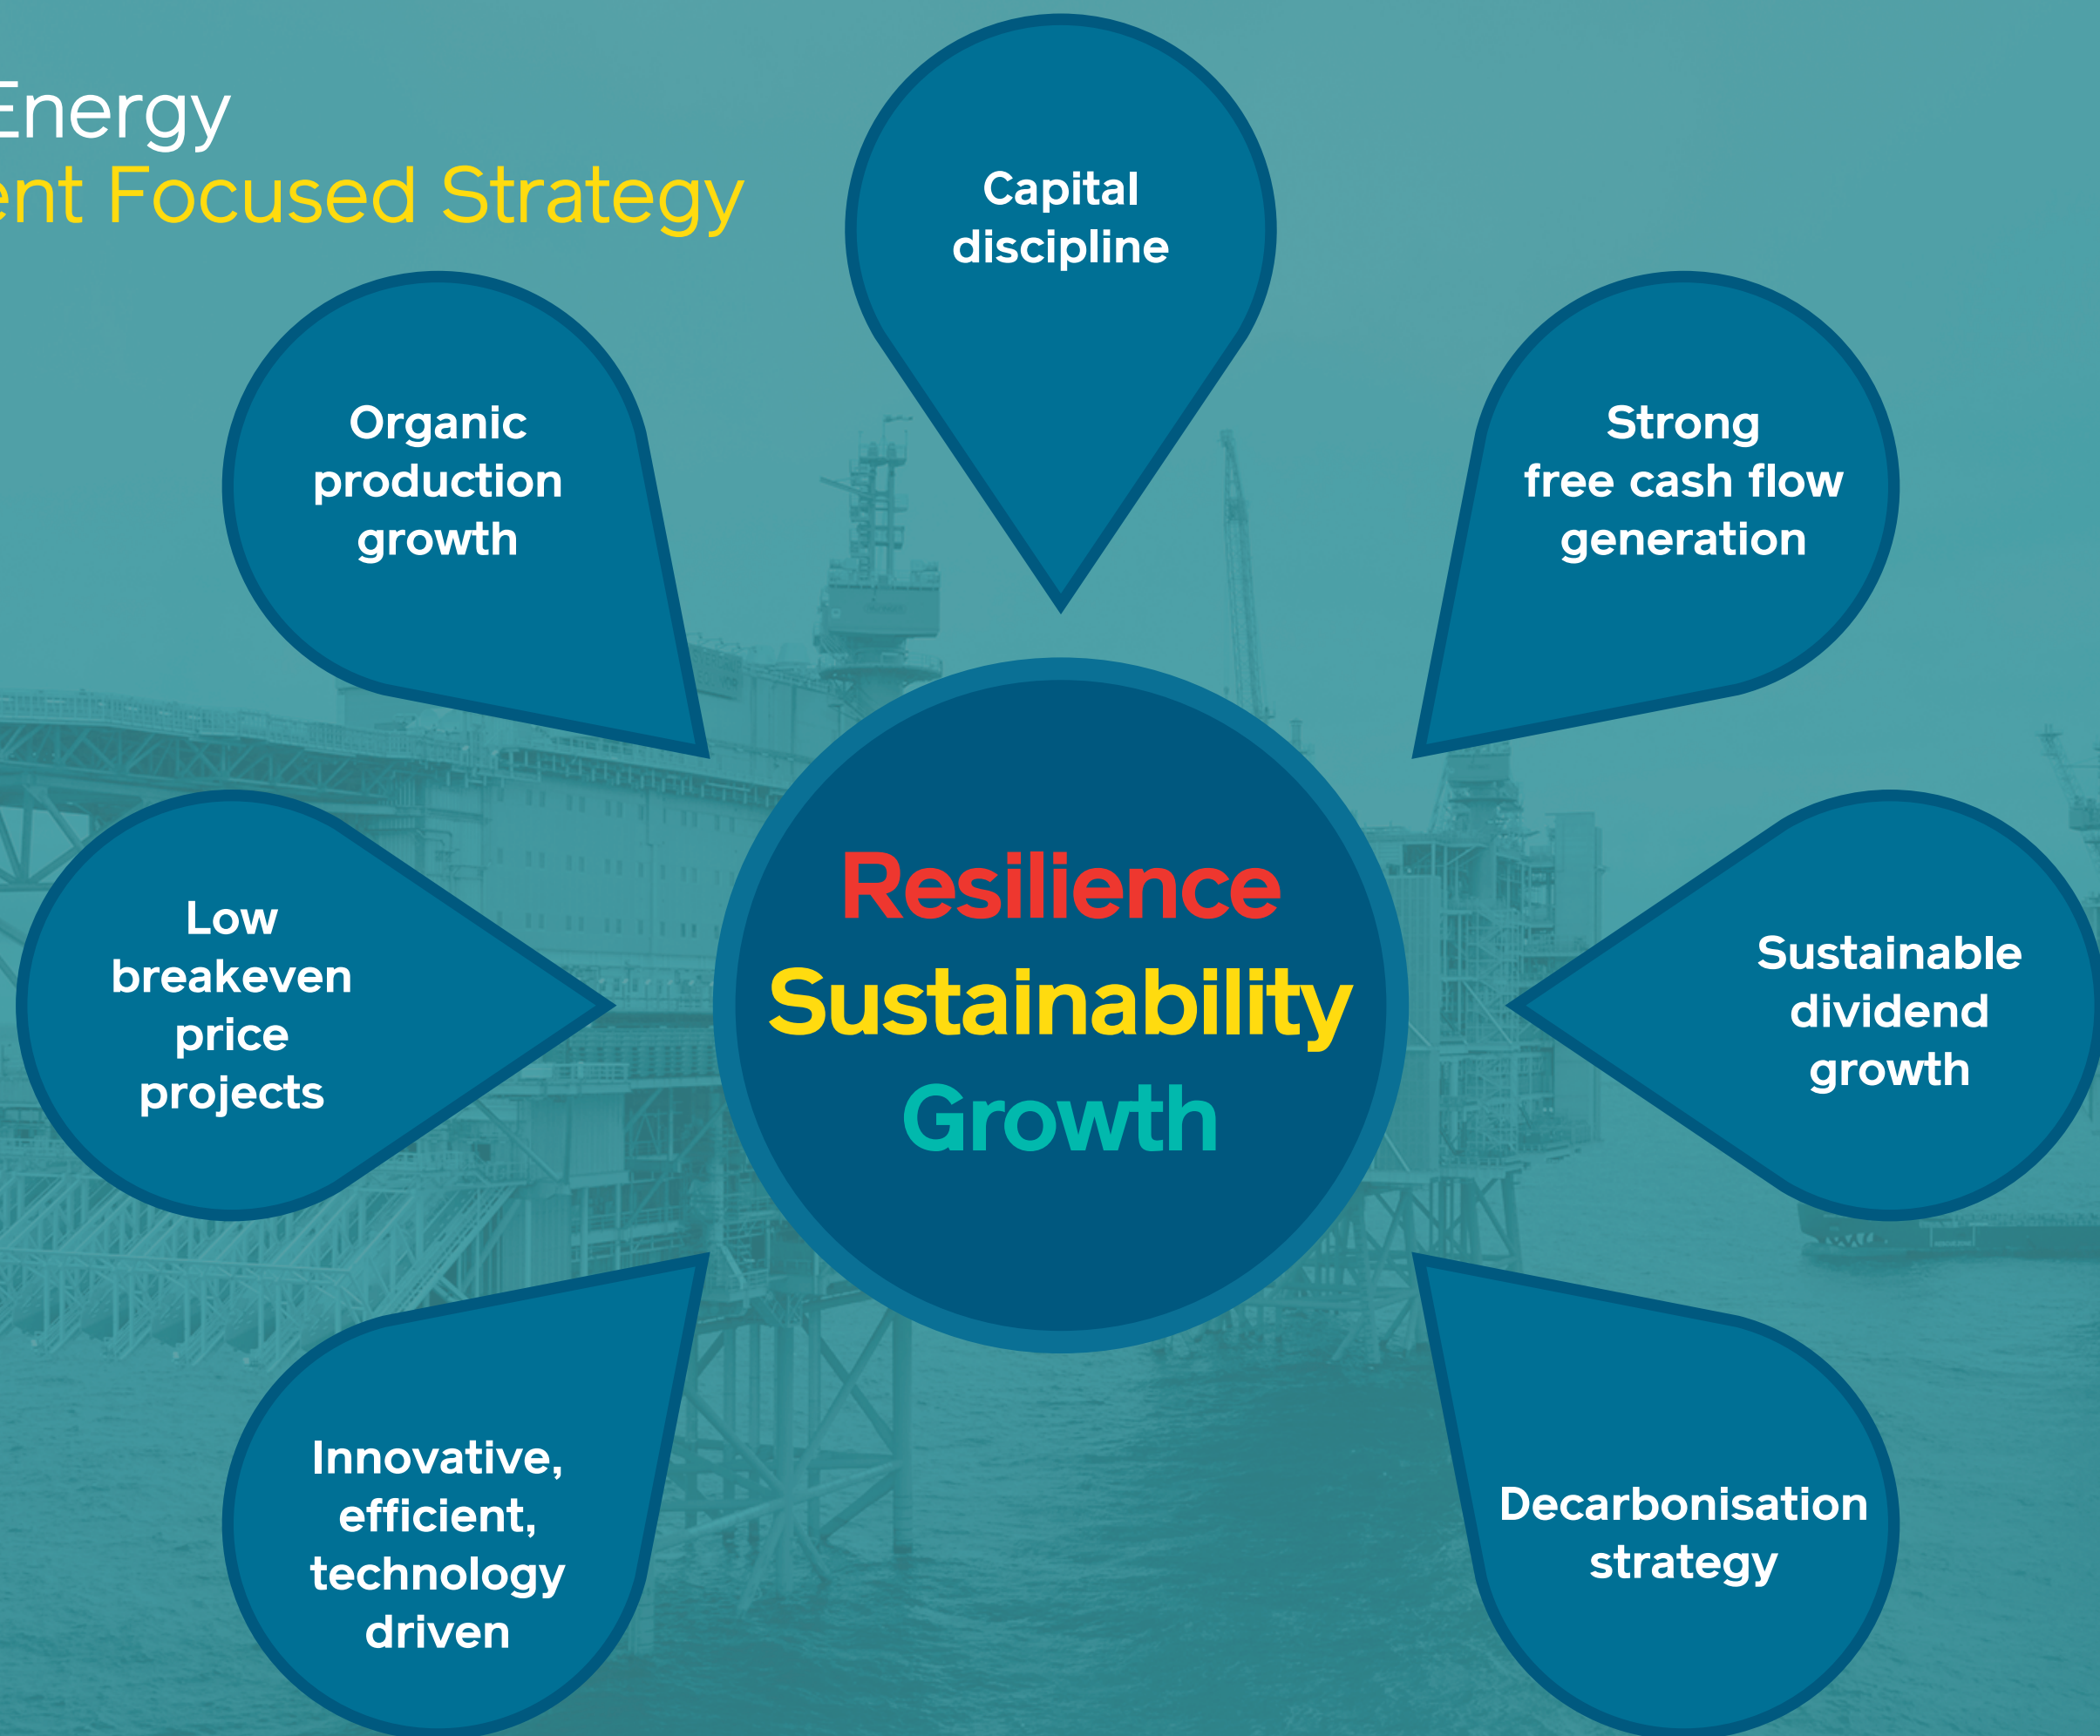 Energy
Focused Strategy
Capital
discipline
Organic
production
growth
Strong
free cash flow
generation
Low
breakeven
price
projects
Resilience
Sustainability
Growth
Sustainable
dividend
growth
Innovative,
efficient,
technology
driven
Decarbonisation
strategy